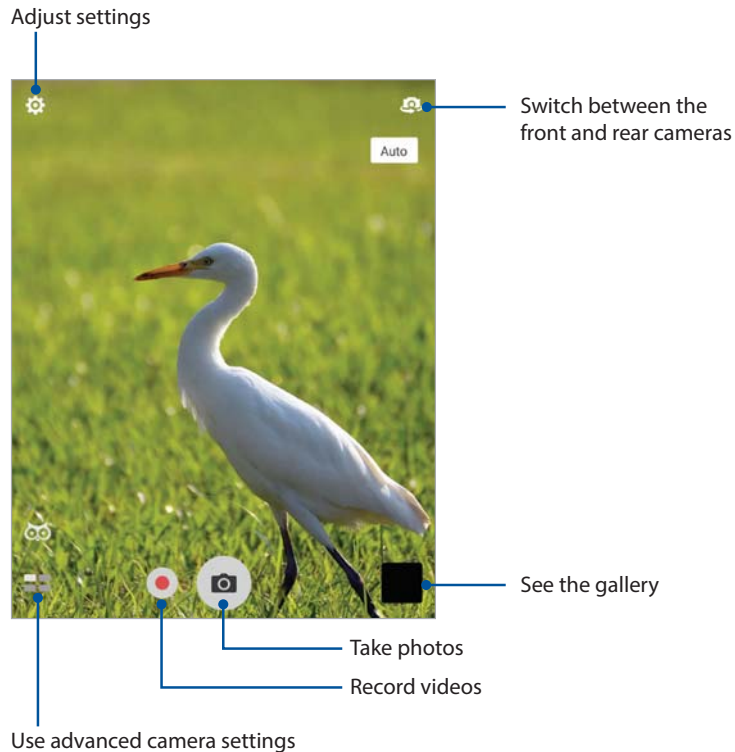 Adjust settings
Switch between the
front and rear cameras
Auto
See the gallery
Take photos
Record videos
Use advanced camera settings